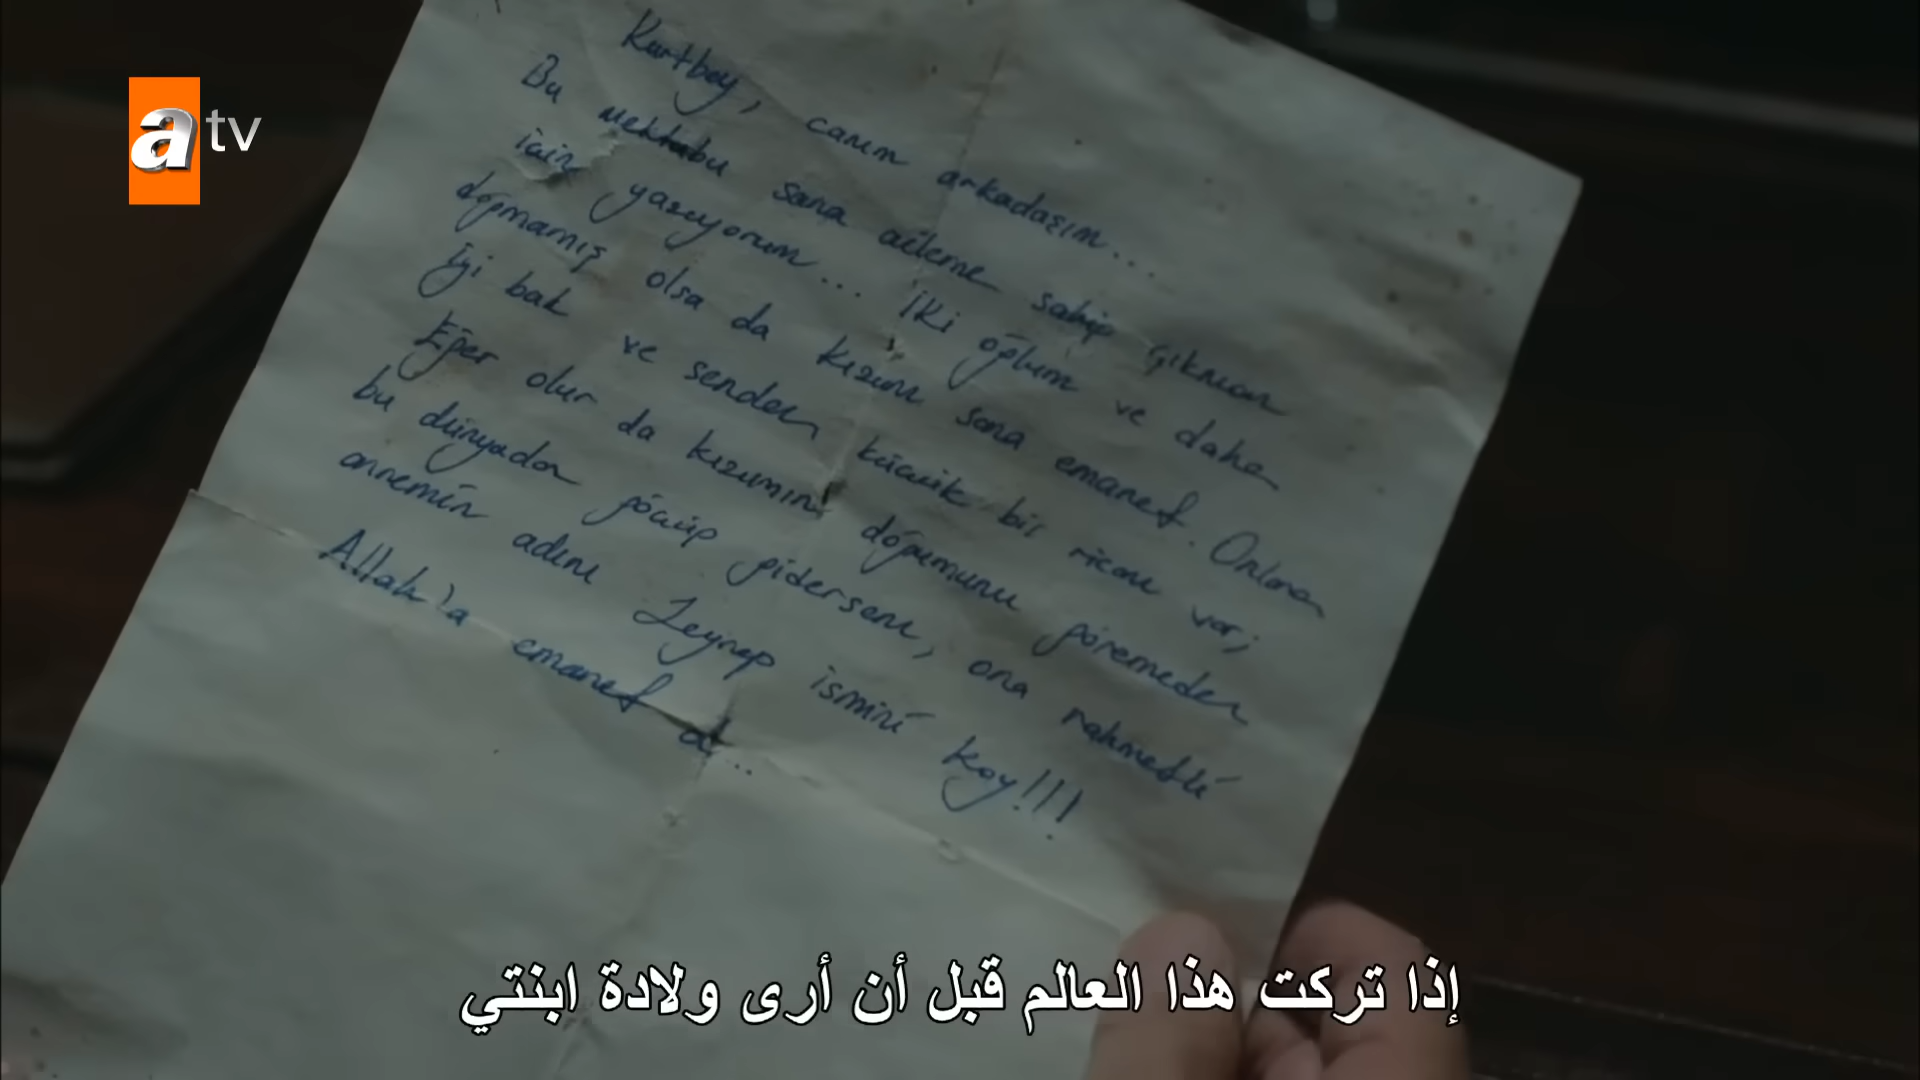 atv
Kurtbey, canım arkadaşım...
Bu mektubu sana aileme sahip çıkman
için yazıyorum... İki oğlum ve daha
doğmamış olsa da kızım sana emanet. Onlara
İyi bak ve senden küçük bir ricam var;
Eğer olur da kızımın doğumunu göremeden
bu dünyadan göçüp gidersem, ona rahmetli
annemin adını Zeynep ismini koy!!!
Allah'a emanet ol...
إذا تركت هذا العالم قبل أن أرى ولادة ابنتي